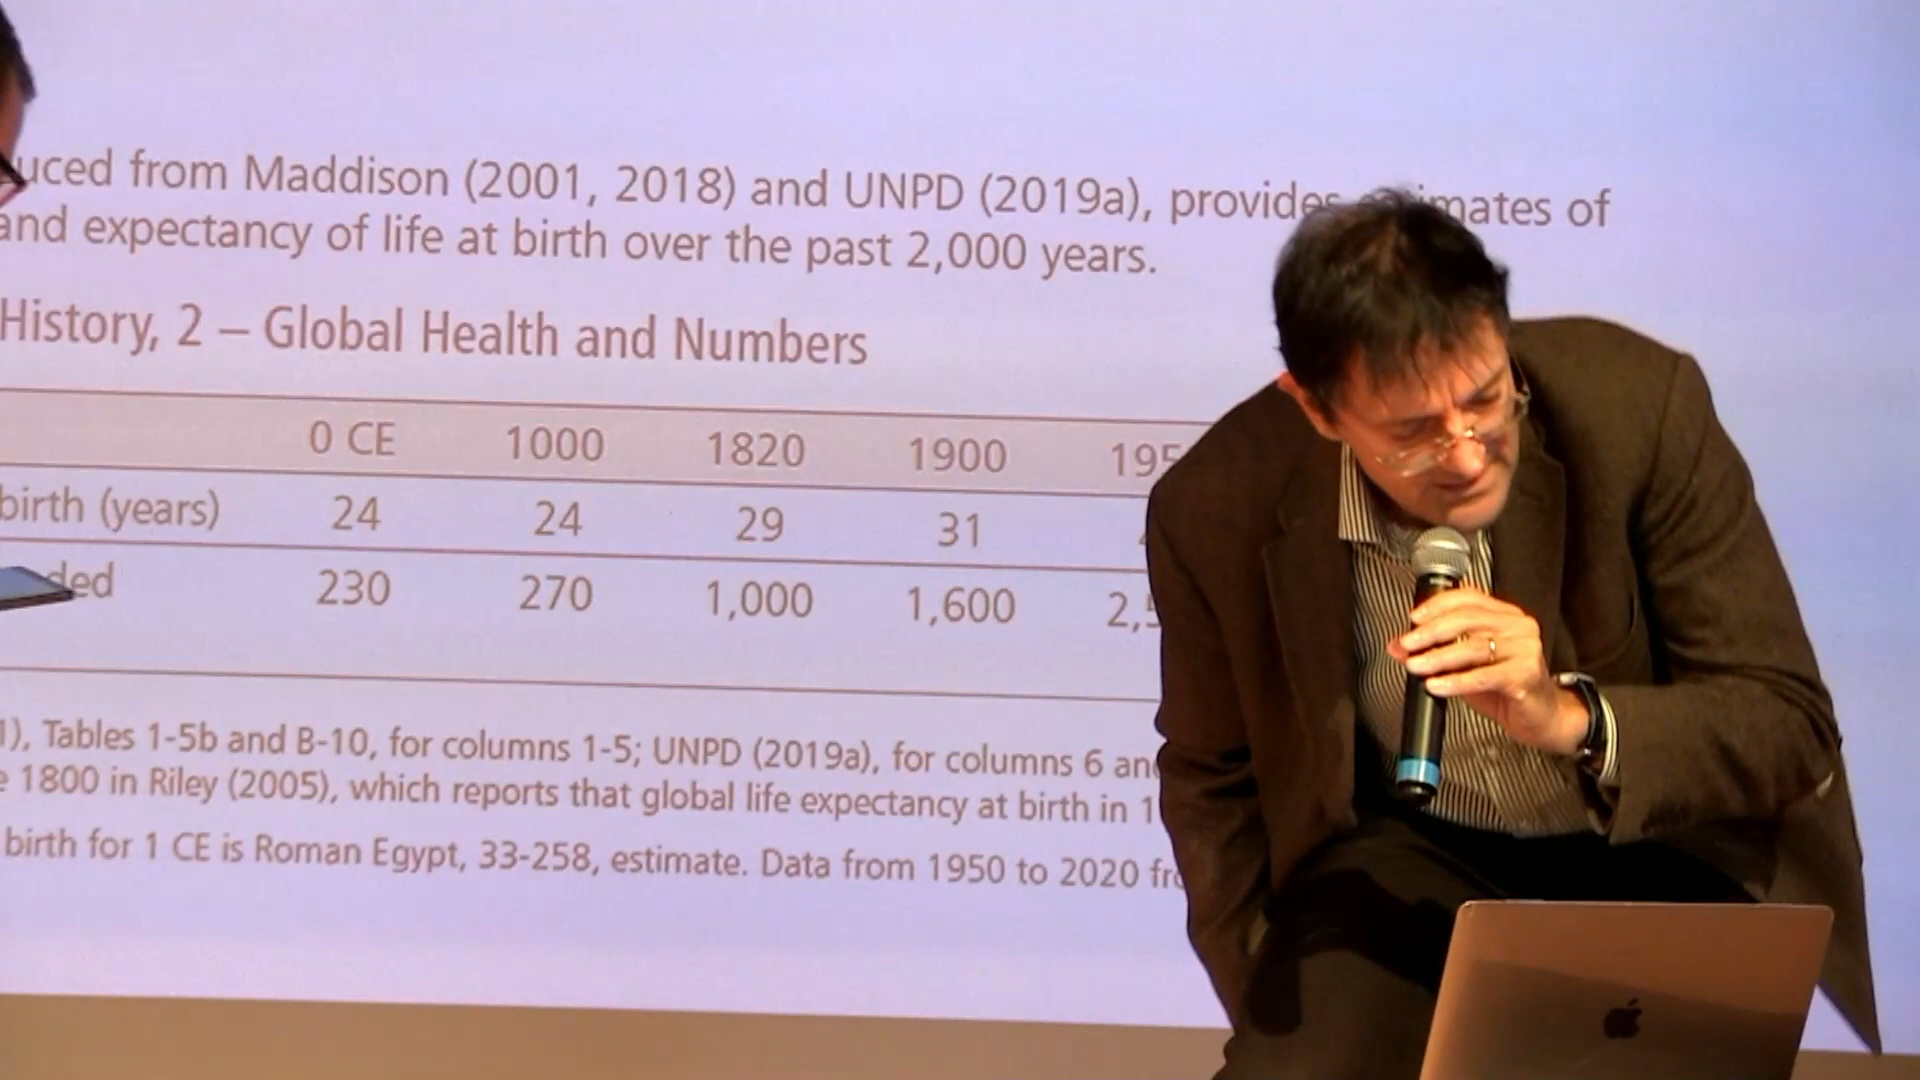 from Maddison (2001, 2018) and UNPD (2019a), provides of
and expectancy of life at birth over the past 2,000 years.
History, 2 – Global Health and Numbers
0 CE 1000 1820 1900
birth (years) 24 24 29 31
230 270 1,000 1,600
Tables 1-5b and B-10, for columns 1-5; UNPD (2019a), for columns 6
1800 in Riley (2005), which reports that global life expectancy at birth in
birth for 1 CE is Roman Egypt, 33-258, estimate. Data from 1950 to 2020